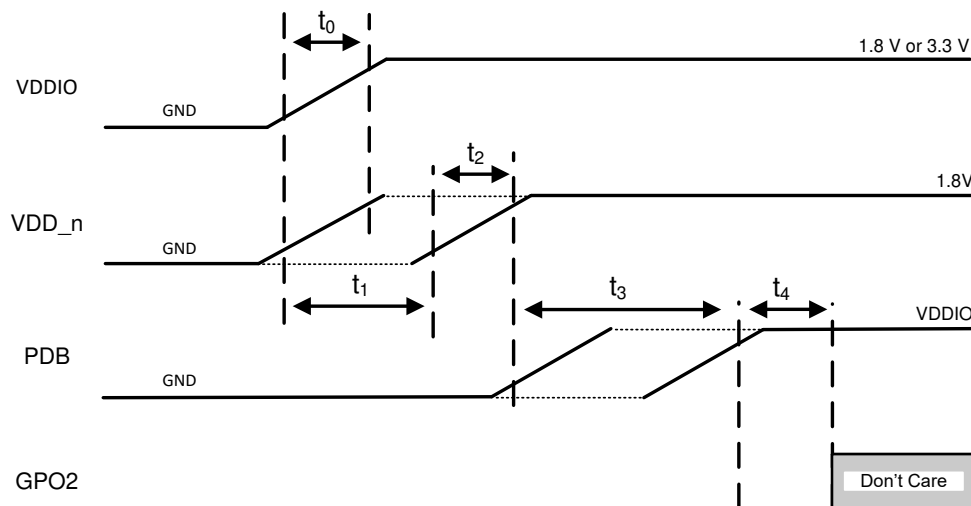 t0
VDDIO
GND
1.8 V or 3.3 V
t2
VDD_n
GND
1.8V
t1
t3
t4
PDB
GND
VDDIO
GPO2
Don't Care